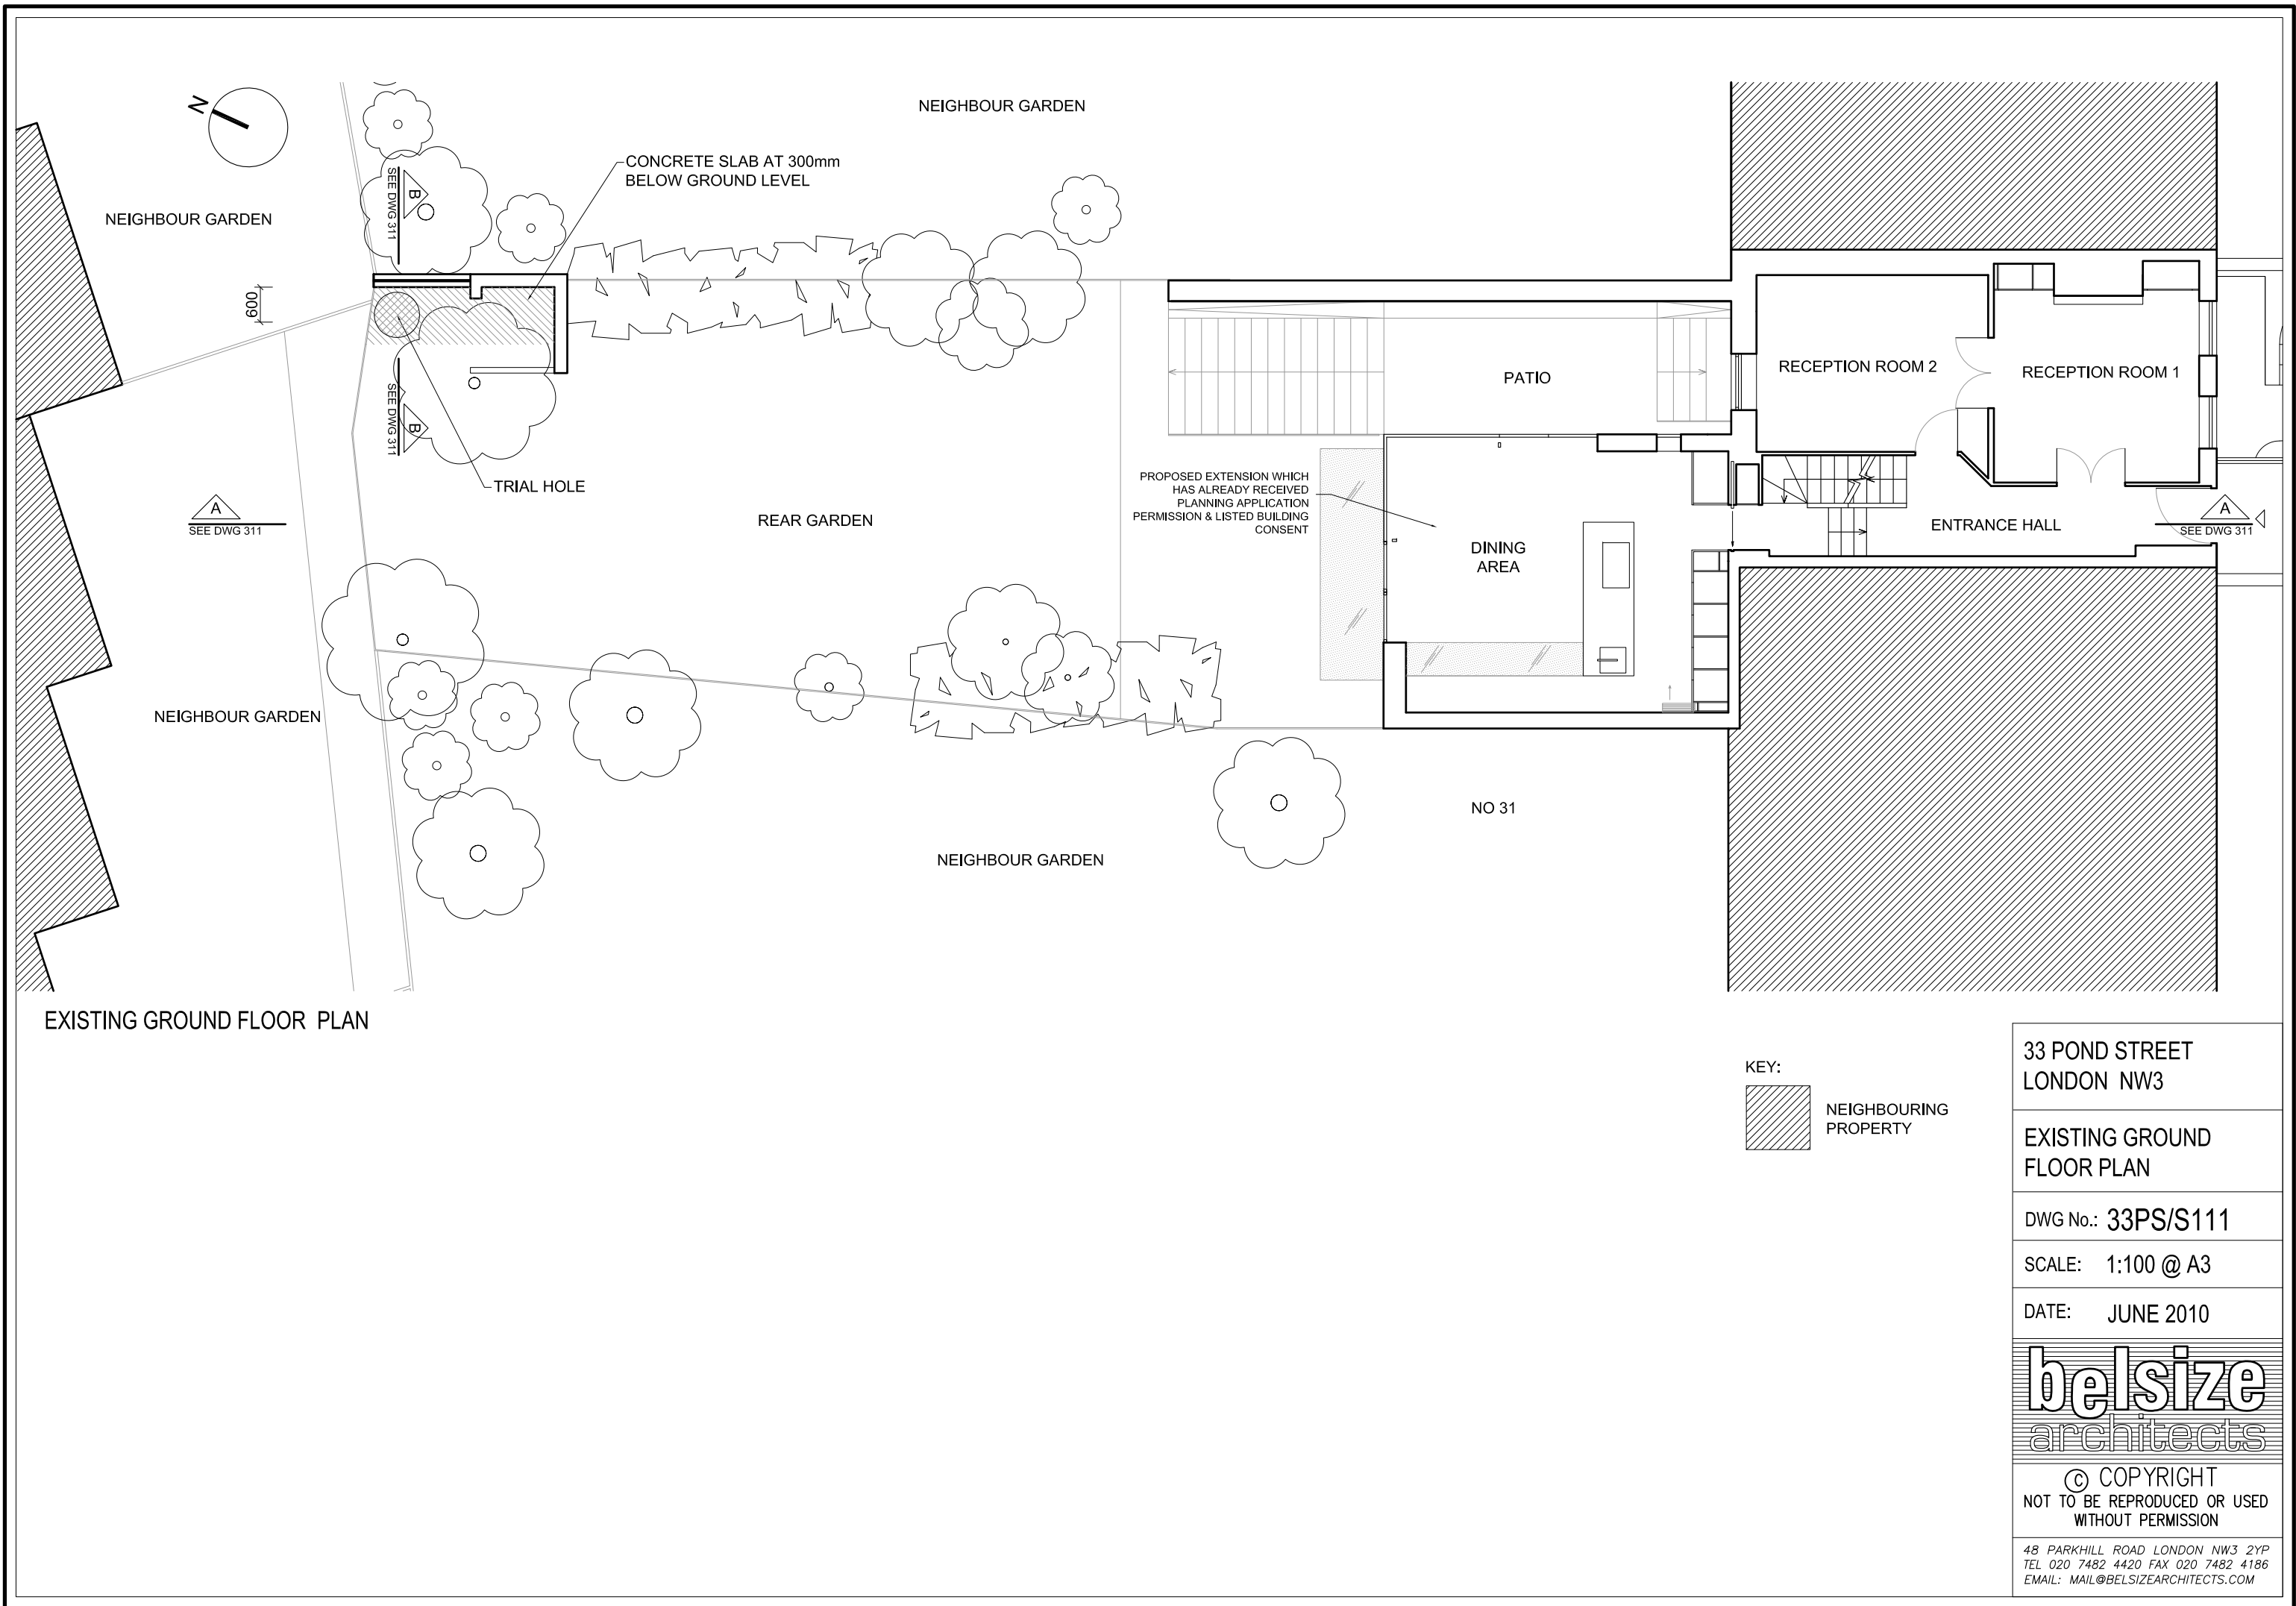 N
NEIGHBOUR GARDEN
CONCRETE SLAB AT 300mm
BELOW GROUND LEVEL
NEIGHBOUR GARDEN
SEE DWG 311
B
600
SEE DWG 311
B
TRIAL HOLE
A
SEE DWG 311
REAR GARDEN
PROPOSED EXTENSION WHICH
HAS ALREADY RECEIVED
PLANNING APPLICATION
PERMISSION & LISTED BUILDING
CONSENT
PATIO
DINING
AREA
RECEPTION ROOM 2
RECEPTION ROOM 1
ENTRANCE HALL
A
SEE DWG 311
NEIGHBOUR GARDEN
NEIGHBOUR GARDEN
NO 31
EXISTING GROUND FLOOR PLAN
KEY:
NEIGHBOURING
PROPERTY
33 POND STREET
LONDON NW3
EXISTING GROUND
FLOOR PLAN
DWG No.: 33PS/S111
SCALE: 1:100 @ A3
DATE: JUNE 2010
belsize
architects
© COPYRIGHT
NOT TO BE REPRODUCED OR USED
WITHOUT PERMISSION
48 PARKHILL ROAD LONDON NW3 2YP
TEL 020 7482 4420 FAX 020 7482 4186
EMAIL: MAIL@BELSIZEARCHITECTS.COM